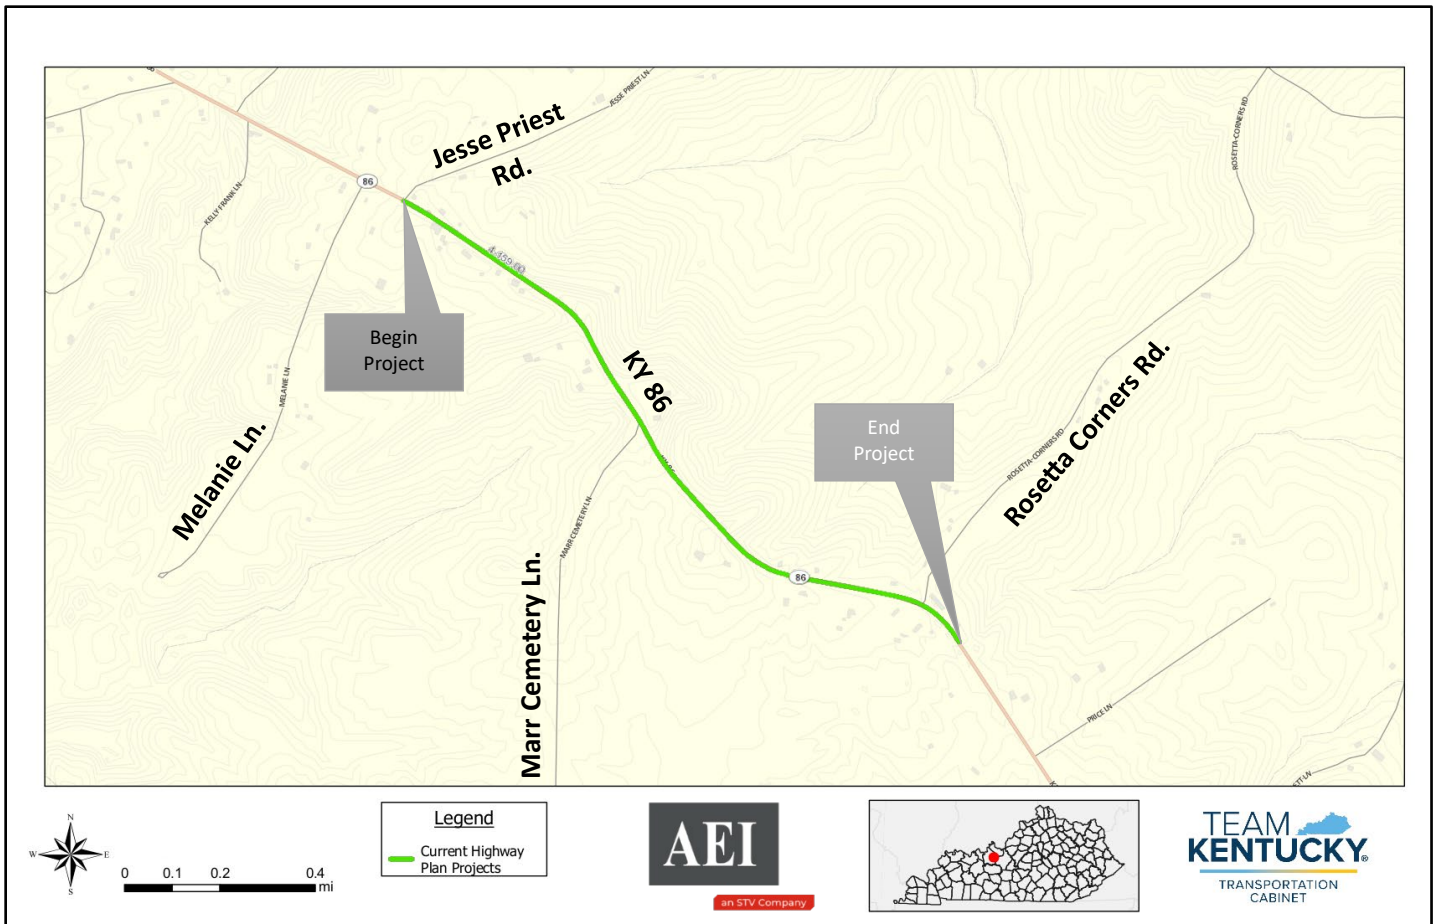 JESSE PRIEST LN
ROSETTA-CORNERS RD
Jesse Priest
Rd.
86
KELLY FRANK LN
4-459.00
Begin
Project
KY 86
MELANIE LN
Melanie Ln.
End
Project
Rosetta Corners Rd.
ROSETTA-CORNERS RD
MARR CEMETERY LN
Marr Cemetery Ln.
86
PRICE LN
N
W
E
S
0
0.1
0.2
0.4
mi
Legend
Current Highway
Plan Projects
AEI
an STV Company
TEAM
KENTUCKY®
TRANSPORTATION
CABINET